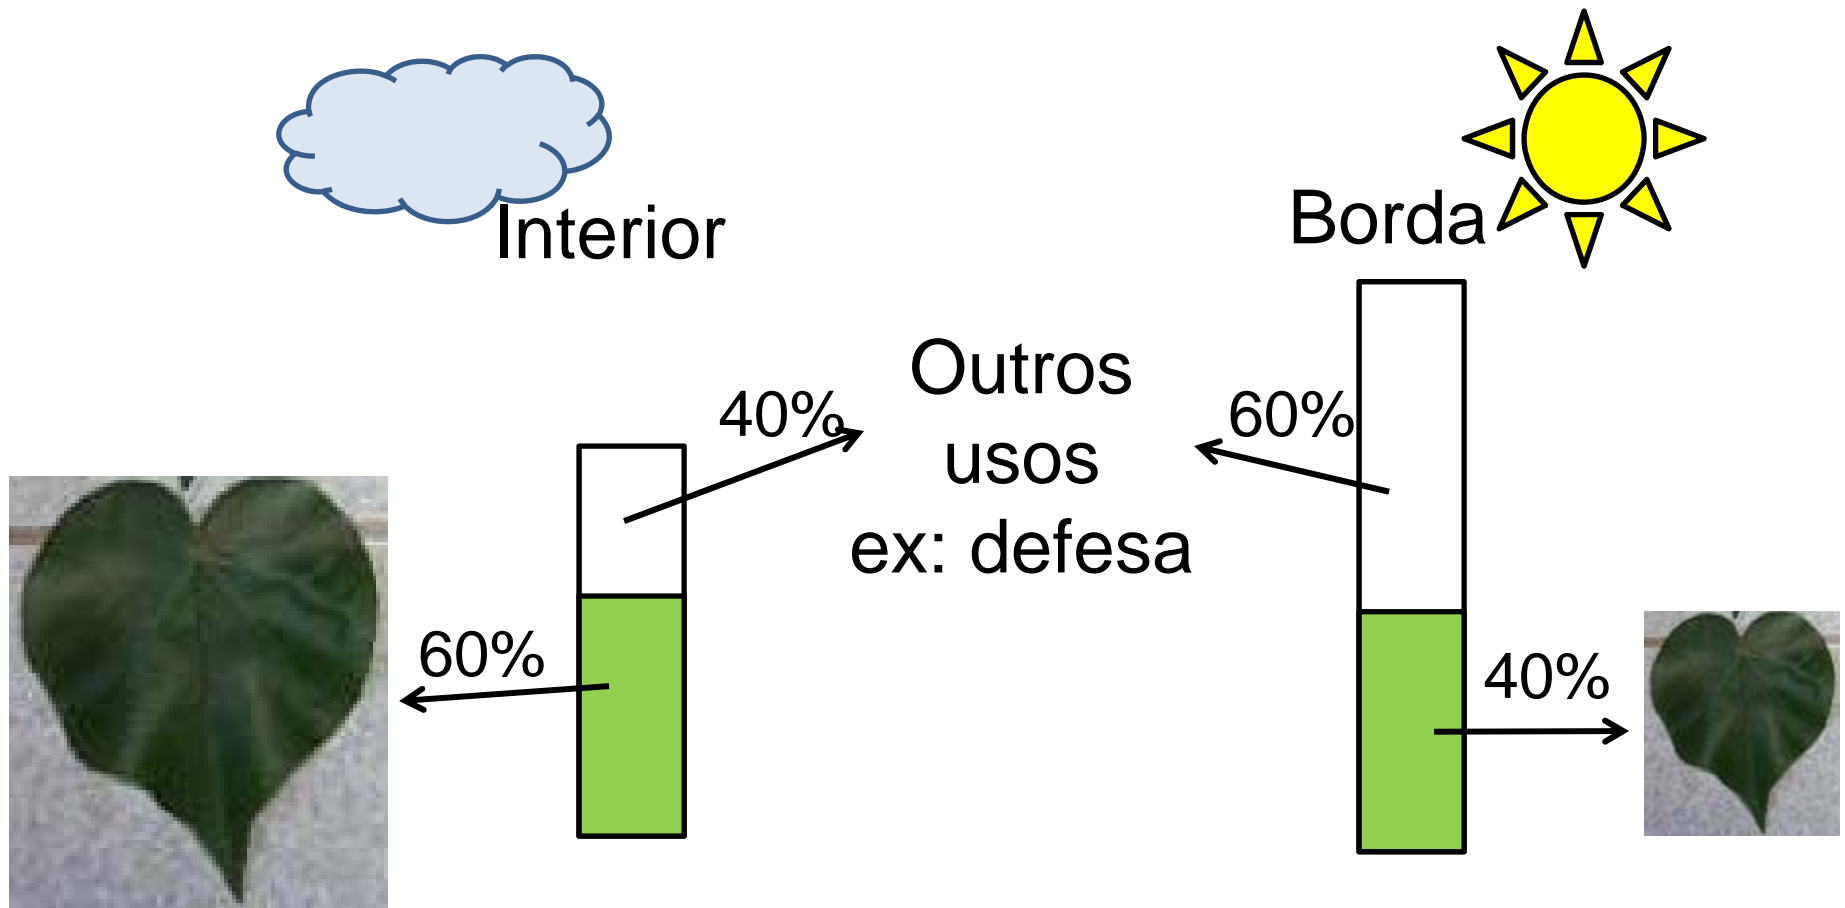 Interior
Borda
Outros
usos
ex: defesa
40%
60%
60%
40%